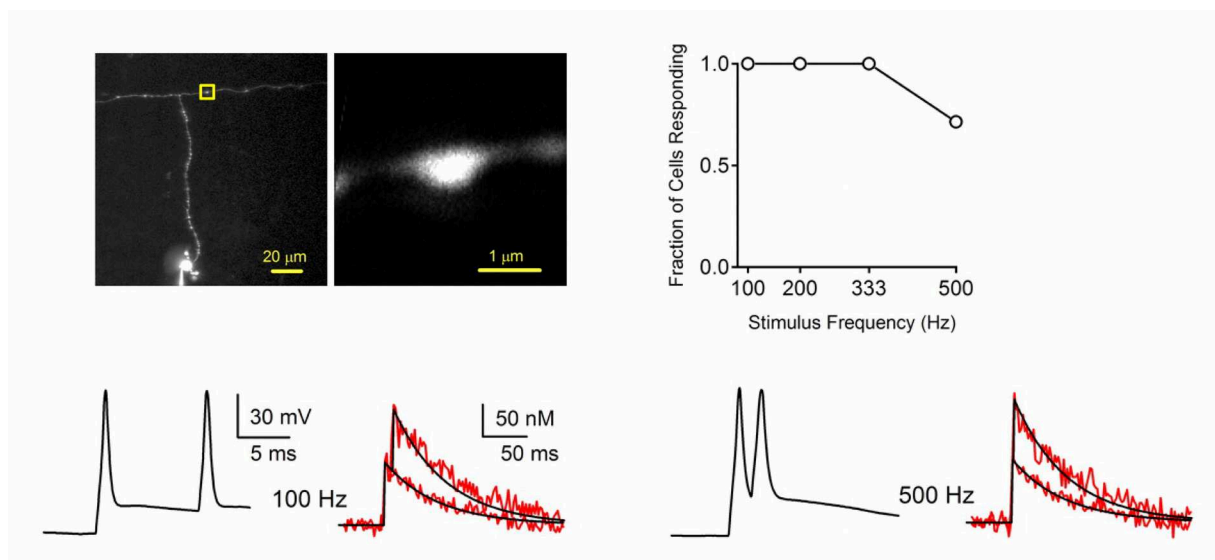 20 μm
1 μm
Fraction of Cells Responding
1.0
0.5
0.0
100 200 333 500
Stimulus Frequency (Hz)
30 mV
5 ms
100 Hz
50 nM
50 ms
500 Hz